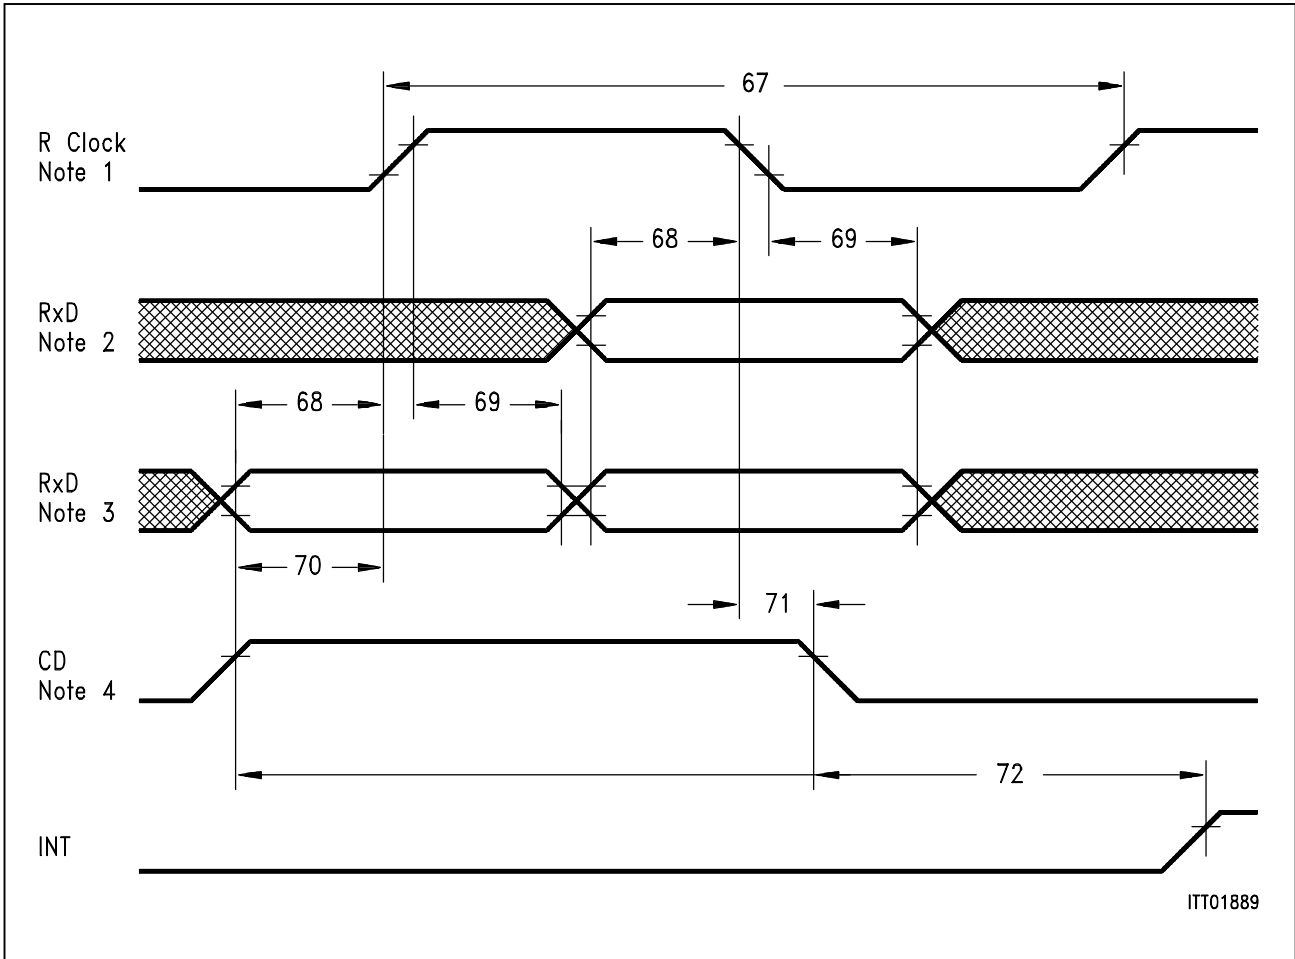 67
R Clock
Note 1
68
69
RxD
Note 2
68
69
RxD
Note 3
70
71
CD
Note 4
72
INT
ITT01889